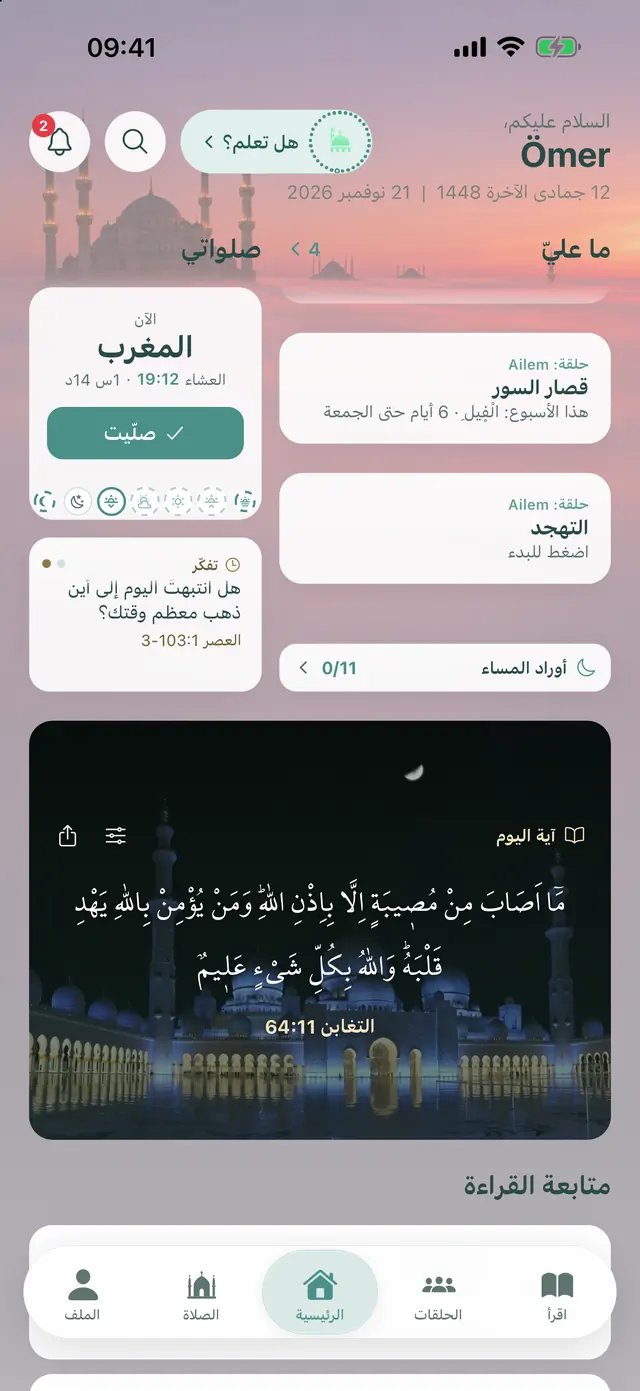 09:41
السلام عليكم،
Ömer
هل تعلم؟
2
12 جمادى الآخرة 1448 | 21 نوفمبر 2026
ما عليّ
4
صلواتي
حلقة: Ailem
قصار السور
هذا الأسبوع: الْفِيلِ · 6 أيام حتى الجمعة
حلقة: Ailem
التهجد
اضغط للبدء
أوراد المساء
0/11
الآن
المغرب
العشاء 19:12 · 1س 14د
صلّيت
تفكّر
هل انتبهتَ اليوم إلى أين
ذهب معظم وقتك؟
العصر 103:1-3
آية اليوم
مَٓا اَصَابَ مِنْ مُصٖيبَةٍ اِلَّا بِاِذْنِ اللّٰهِؕ وَمَنْ يُؤْمِنْ بِاللّٰهِ يَهْدِ
قَلْبَهُؕ وَاللّٰهُ بِكُلِّ شَیْءٍ عَلٖيمٌ
التغابن 64:11
متابعة القراءة
اقرأ
الحلقات
الرئيسية
الصلاة
الملف